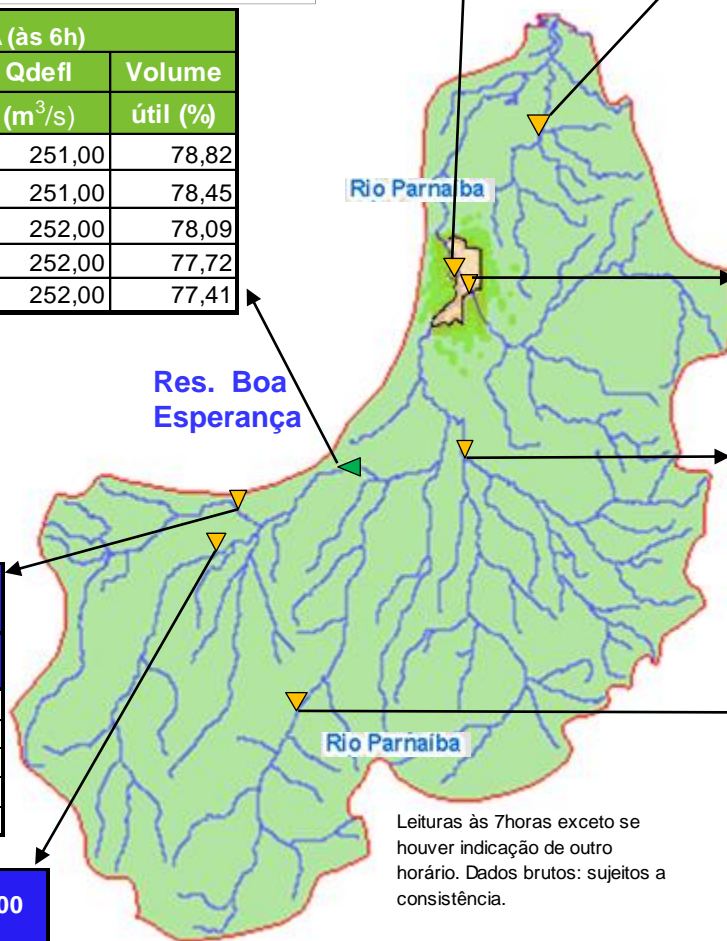 (às 6h)
Qdefl Volume
(m³/s) útil (%)
251,00 78,82
251,00 78,45
252,00 78,09
252,00 77,72
252,00 77,41
Rio Parnaíba
Res. Boa
Esperança
Rio Parnaíba
Leituras às 7horas exceto se
houver indicação de outro
horário. Dados brutos: sujeitos a
consistência.
00